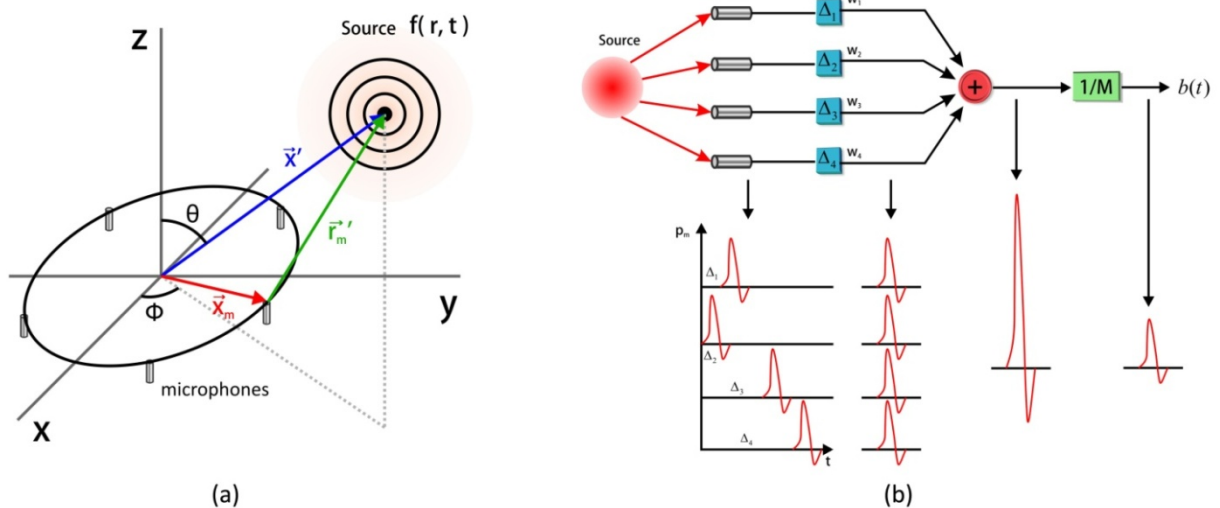 Source f( r, t )
Z
x⃗′
θ
r⃗ₘ′
y
Φ
x⃗ₘ
microphones
X
(a)
Source
Δ₁ w₁
Δ₂ w₂
Δ₃ w₃
Δ₄ w₄
+
1/M
b(t)
pₘ
Δ₁
Δ₂
Δ₃
Δ₄
t
(b)